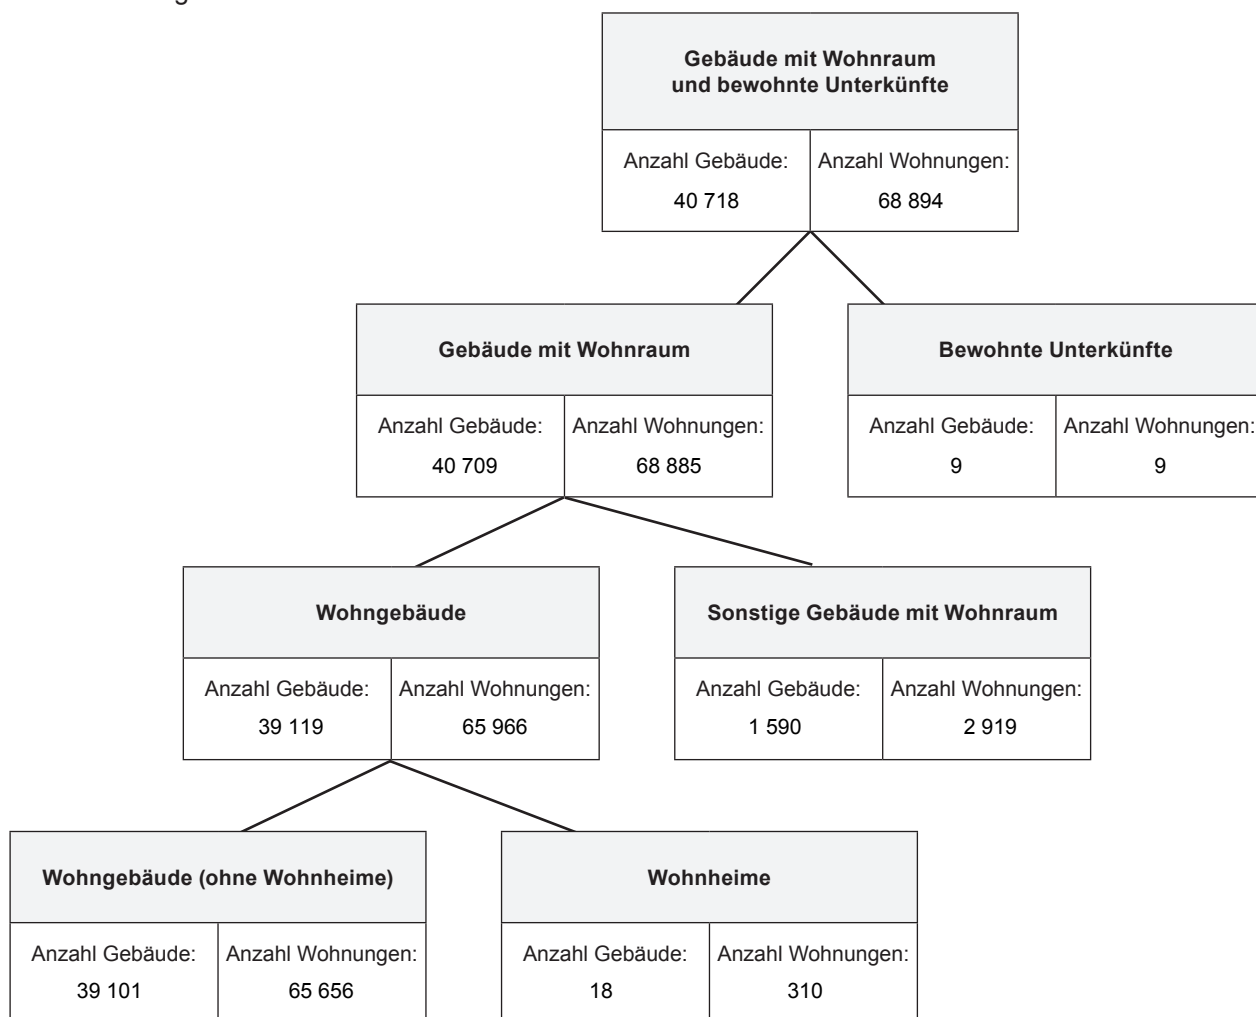 Gebäude mit Wohnraum
und bewohnte Unterkünfte
Anzahl Gebäude:
40 718
Anzahl Wohnungen:
68 894
Gebäude mit Wohnraum
Anzahl Gebäude:
40 709
Anzahl Wohnungen:
68 885
Bewohnte Unterkünfte
Anzahl Gebäude:
9
Anzahl Wohnungen:
9
Wohngebäude
Anzahl Gebäude:
39 119
Anzahl Wohnungen:
65 966
Sonstige Gebäude mit Wohnraum
Anzahl Gebäude:
1 590
Anzahl Wohnungen:
2 919
Wohngebäude (ohne Wohnheime)
Anzahl Gebäude:
39 101
Anzahl Wohnungen:
65 656
Wohnheime
Anzahl Gebäude:
18
Anzahl Wohnungen:
310